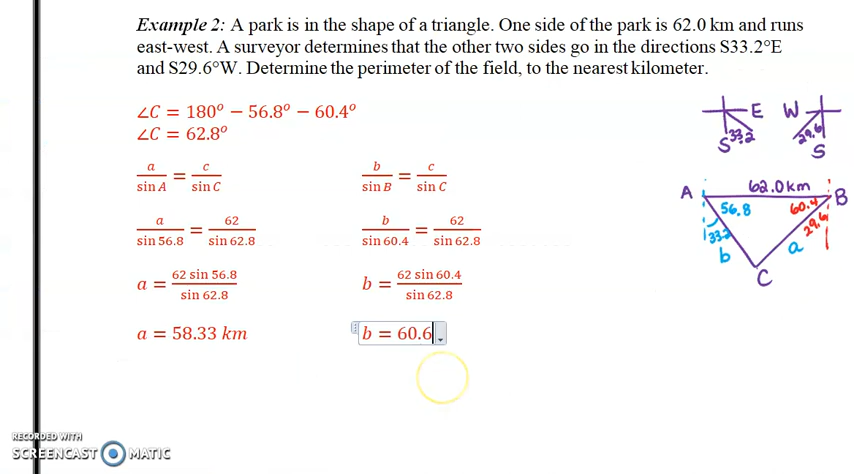 Example 2: A park is in the shape of a triangle. One side of the park is 62.0 km and runs
east-west. A surveyor determines that the other two sides go in the directions S33.2°E
and S29.6°W. Determine the perimeter of the field, to the nearest kilometer.
∠C = 180° − 56.8° − 60.4°
∠C = 62.8°
a/sin A = c/sin C
b/sin B = c/sin C
a/sin 56.8 = 62/sin 62.8
b/sin 60.4 = 62/sin 62.8
a = 62 sin 56.8/sin 62.8
b = 62 sin 60.4/sin 62.8
a = 58.33 km
b = 60.6
E
S 33.2
W
29.6
S
A
62.0 km
B
56.8
60.4
33.2
29.6
b
a
C
RECORDED WITH
SCREENCAST MATIC